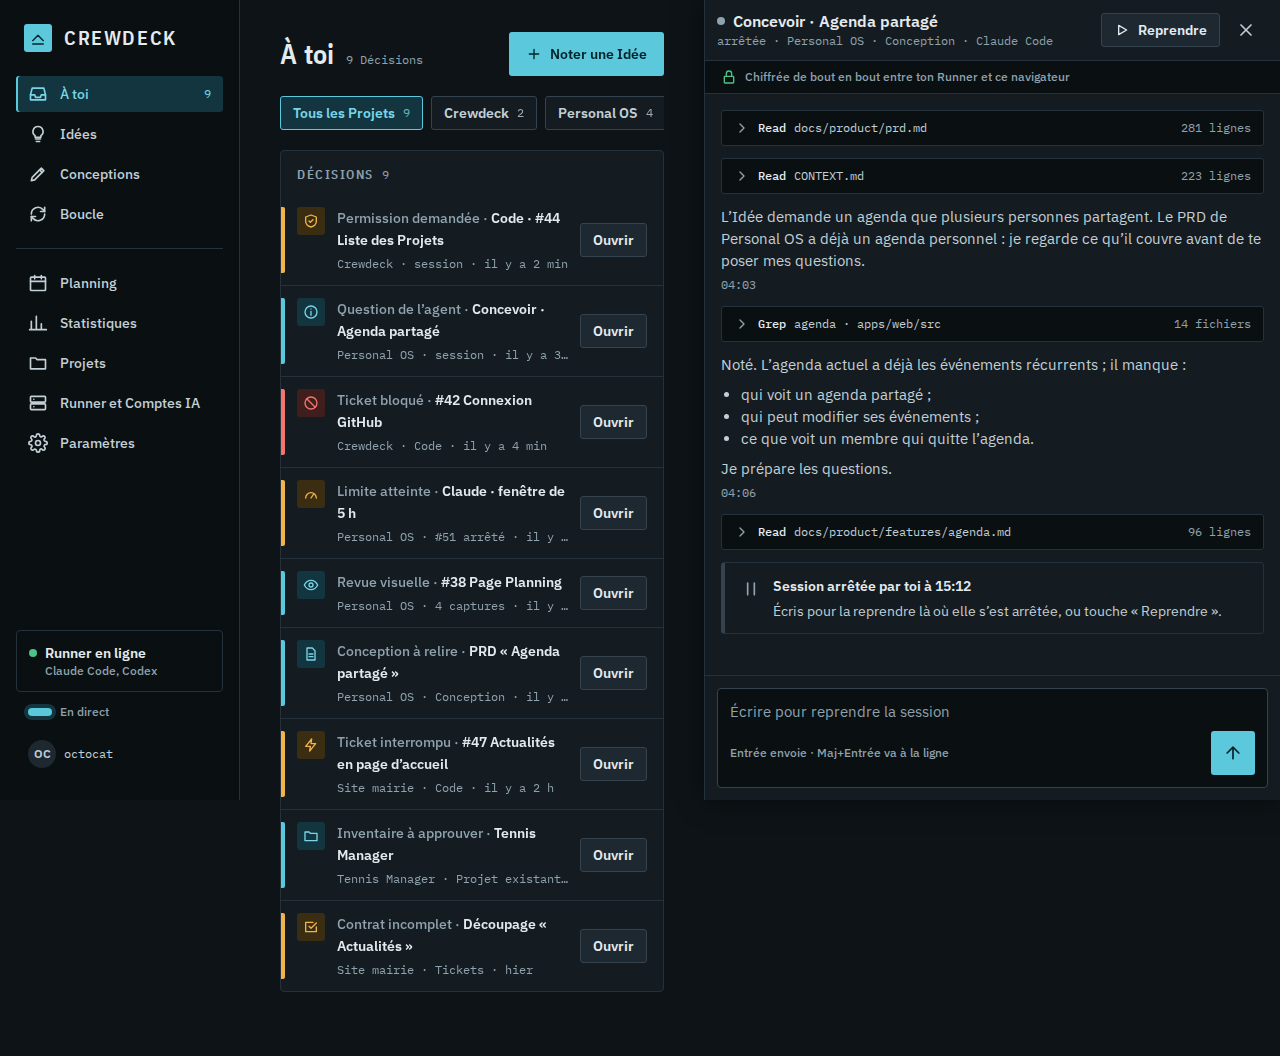 CREWDECK
À toi 9
Idées
Conceptions
Boucle
Planning
Statistiques
Projets
Runner et Comptes IA
Paramètres
Runner en ligne
Claude Code, Codex
En direct
OC octocat
À toi 9 Décisions
Noter une Idée
Tous les Projets 9
Crewdeck 2
Personal OS 4
DÉCISIONS 9
Permission demandée · Code · #44
Liste des Projets
Crewdeck · session · il y a 2 min
Ouvrir
Question de l’agent · Concevoir ·
Agenda partagé
Personal OS · session · il y a 3…
Ouvrir
Ticket bloqué · #42 Connexion
GitHub
Crewdeck · Code · il y a 4 min
Ouvrir
Limite atteinte · Claude · fenêtre de
5 h
Personal OS · #51 arrêté · il y …
Ouvrir
Revue visuelle · #38 Page Planning
Personal OS · 4 captures · il y …
Ouvrir
Conception à relire · PRD « Agenda
partagé »
Personal OS · Conception · il y …
Ouvrir
Ticket interrompu · #47 Actualités
en page d’accueil
Site mairie · Code · il y a 2 h
Ouvrir
Inventaire à approuver · Tennis
Manager
Tennis Manager · Projet existant…
Ouvrir
Contrat incomplet · Découpage «
Actualités »
Site mairie · Tickets · hier
Ouvrir
Concevoir · Agenda partagé
arrêtée · Personal OS · Conception · Claude Code
Reprendre
Chiffrée de bout en bout entre ton Runner et ce navigateur
Read docs/product/prd.md 281 lignes
Read CONTEXT.md 223 lignes
L’Idée demande un agenda que plusieurs personnes partagent. Le PRD de
Personal OS a déjà un agenda personnel : je regarde ce qu’il couvre avant de te
poser mes questions.
04:03
Grep agenda · apps/web/src 14 fichiers
Noté. L’agenda actuel a déjà les événements récurrents ; il manque :
• qui voit un agenda partagé ;
• qui peut modifier ses événements ;
• ce que voit un membre qui quitte l’agenda.
Je prépare les questions.
04:06
Read docs/product/features/agenda.md 96 lignes
Session arrêtée par toi à 15:12
Écris pour la reprendre là où elle s’est arrêtée, ou touche « Reprendre ».
Écrire pour reprendre la session
Entrée envoie · Maj+Entrée va à la ligne